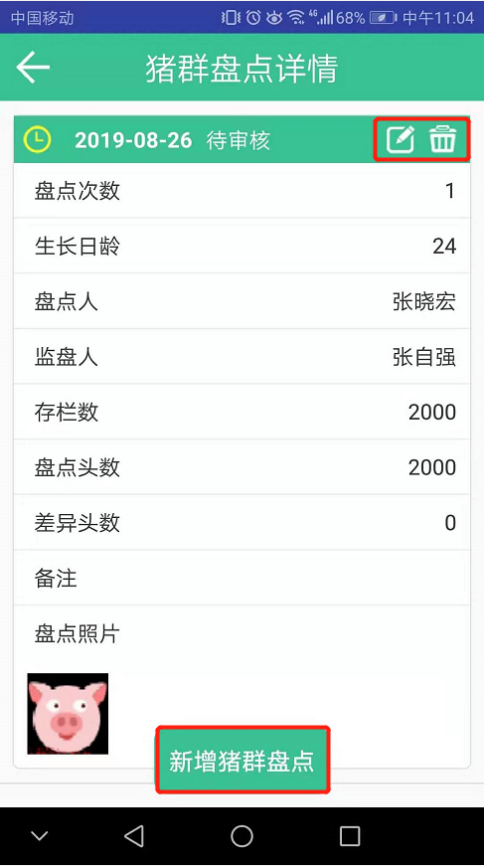 中国移动 4G 68% 中午11:04
猪群盘点详情
2019-08-26 待审核
盘点次数 1
生长日龄 24
盘点人 张晓宏
监盘人 张自强
存栏数 2000
盘点头数 2000
差异头数 0
备注
盘点照片
新增猪群盘点